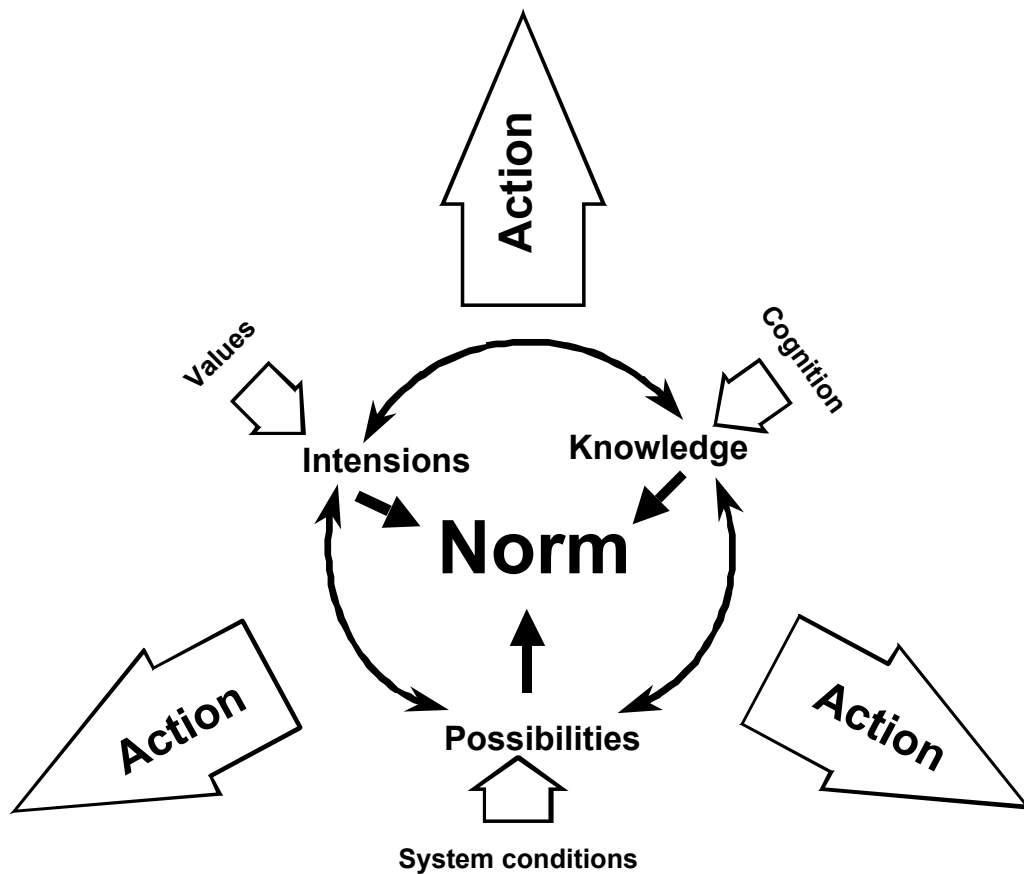 Action
Values
Cognition
Intensions
Knowledge
Norm
Action
Action
Possibilities
System conditions